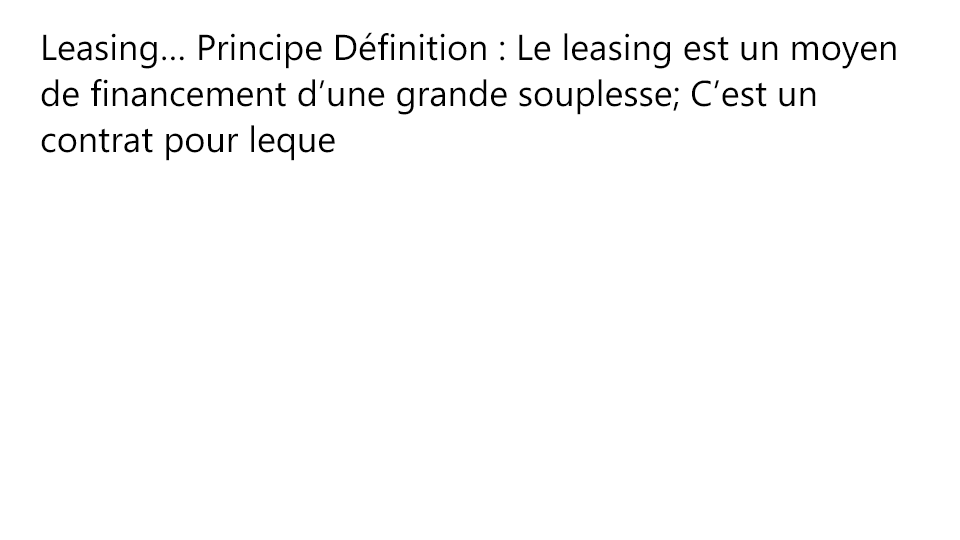 Leasing… Principe Définition : Le leasing est un moyen
de financement d’une grande souplesse; C’est un
contrat pour leque